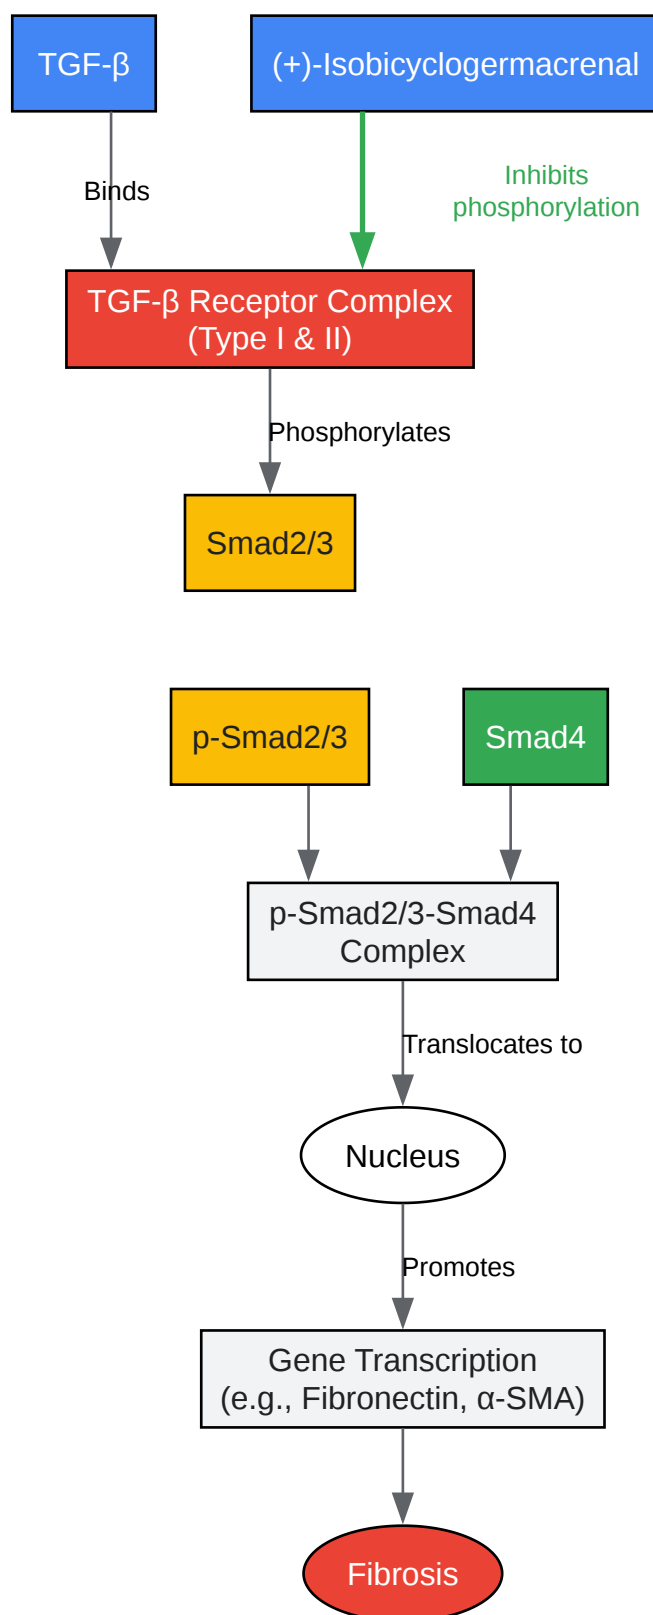 TGF-β
(+)-Isobicyclogermacrenal
Binds
Inhibits
phosphorylation
TGF-β Receptor Complex
(Type I & II)
Phosphorylates
Smad2/3
p-Smad2/3
Smad4
p-Smad2/3-Smad4
Complex
Translocates to
Nucleus
Promotes
Gene Transcription
(e.g., Fibronectin, α-SMA)
Fibrosis